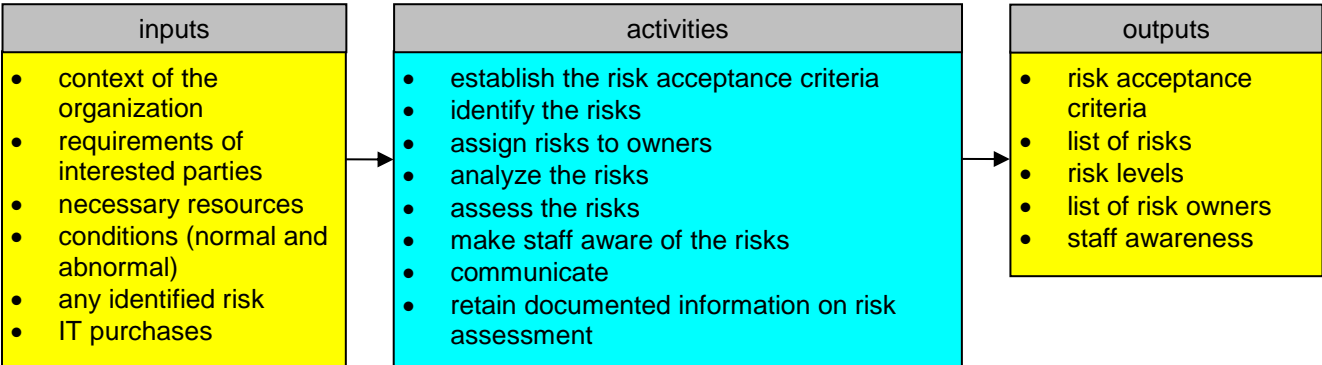 inputs
• context of the
organization
• requirements of
interested parties
• necessary resources
• conditions (normal and
abnormal)
• any identified risk
• IT purchases
activities
• establish the risk acceptance criteria
• identify the risks
• assign risks to owners
• analyze the risks
• assess the risks
• make staff aware of the risks
• communicate
• retain documented information on risk
assessment
outputs
• risk acceptance
criteria
• list of risks
• risk levels
• list of risk owners
• staff awareness